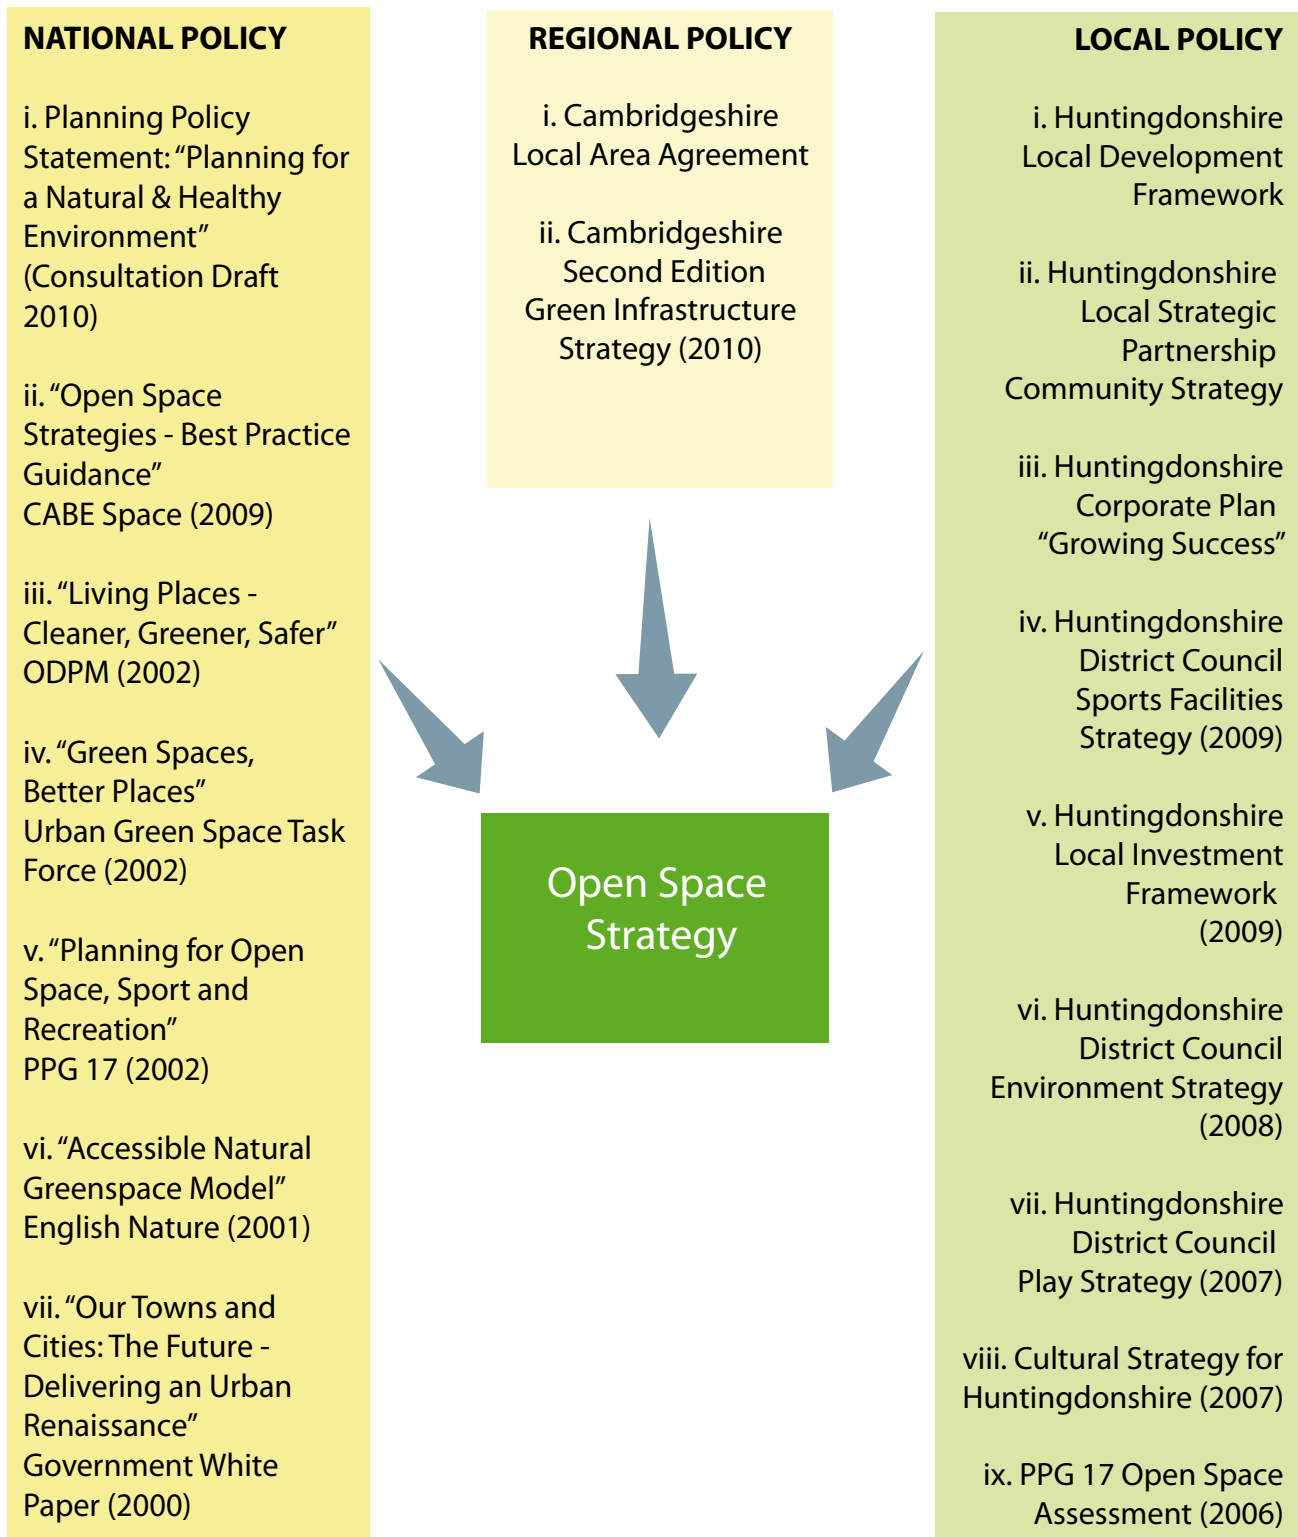 NATIONAL POLICY
i. Planning Policy
Statement: “Planning for
a Natural & Healthy
Environment”
(Consultation Draft
2010)
ii. “Open Space
Strategies - Best Practice
Guidance”
CABE Space (2009)
iii. “Living Places -
Cleaner, Greener, Safer”
ODPM (2002)
iv. “Green Spaces,
Better Places”
Urban Green Space Task
Force (2002)
v. “Planning for Open
Space, Sport and
Recreation”
PPG 17 (2002)
vi. “Accessible Natural
Greenspace Model”
English Nature (2001)
vii. “Our Towns and
Cities: The Future -
Delivering an Urban
Renaissance”
Government White
Paper (2000)
REGIONAL POLICY
i. Cambridgeshire
Local Area Agreement
ii. Cambridgeshire
Second Edition
Green Infrastructure
Strategy (2010)
Open Space
Strategy
LOCAL POLICY
i. Huntingdonshire
Local Development
Framework
ii. Huntingdonshire
Local Strategic
Partnership
Community Strategy
iii. Huntingdonshire
Corporate Plan
“Growing Success”
iv. Huntingdonshire
District Council
Sports Facilities
Strategy (2009)
v. Huntingdonshire
Local Investment
Framework
(2009)
vi. Huntingdonshire
District Council
Environment Strategy
(2008)
vii. Huntingdonshire
District Council
Play Strategy (2007)
viii. Cultural Strategy for
Huntingdonshire (2007)
ix. PPG 17 Open Space
Assessment (2006)